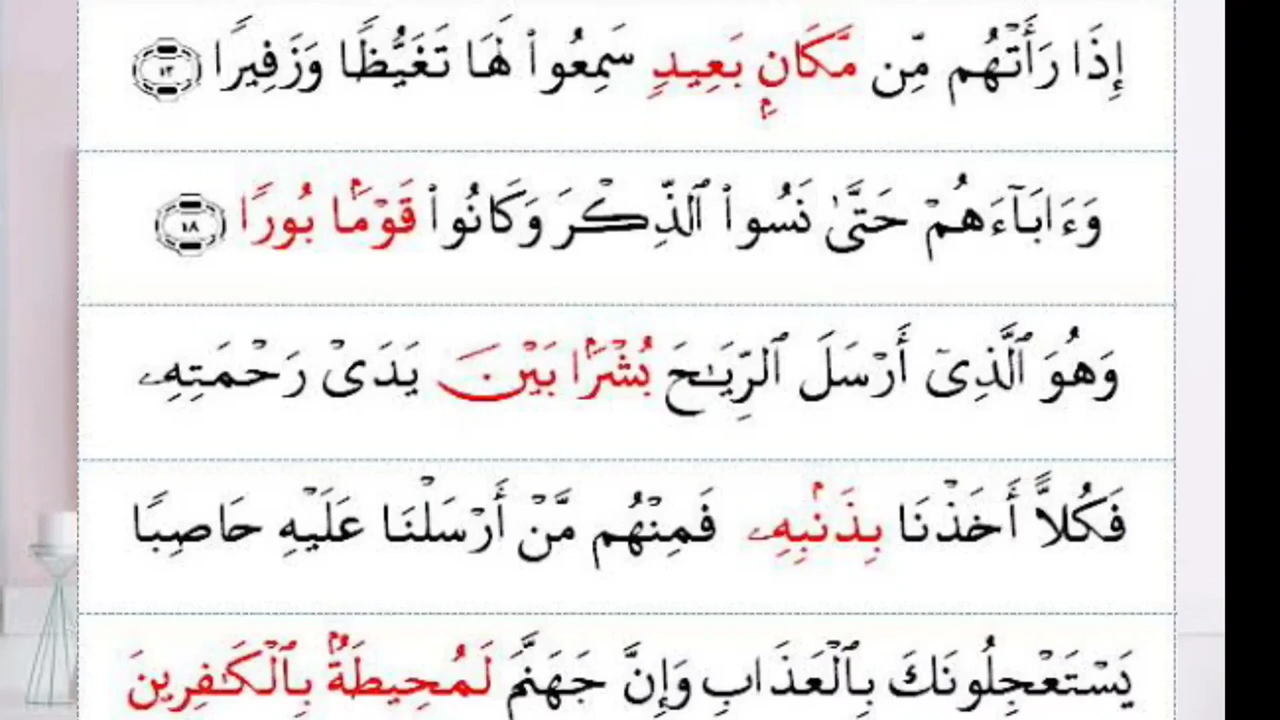 إِذَا رَأَتْهُم مِّن مَّكَانٍۭ بَعِيدٍ سَمِعُوا۟ لَهَا تَغَيُّظًا وَزَفِيرًا ١٢
وَءَابَآءَهُمْ حَتَّىٰ نَسُوا۟ ٱلذِّكْرَ وَكَانُوا۟ قَوْمًۢا بُورًا ١٨
وَهُوَ ٱلَّذِىٓ أَرْسَلَ ٱلرِّيَـٰحَ بُشْرًۢا بَيْنَ يَدَىْ رَحْمَتِهِۦ
فَكُلًّا أَخَذْنَا بِذَنۢبِهِۦ فَمِنْهُم مَّنْ أَرْسَلْنَا عَلَيْهِ حَاصِبًا
يَسْتَعْجِلُونَكَ بِٱلْعَذَابِ وَإِنَّ جَهَنَّمَ لَمُحِيطَةٌۢ بِٱلْكَـٰفِرِينَ